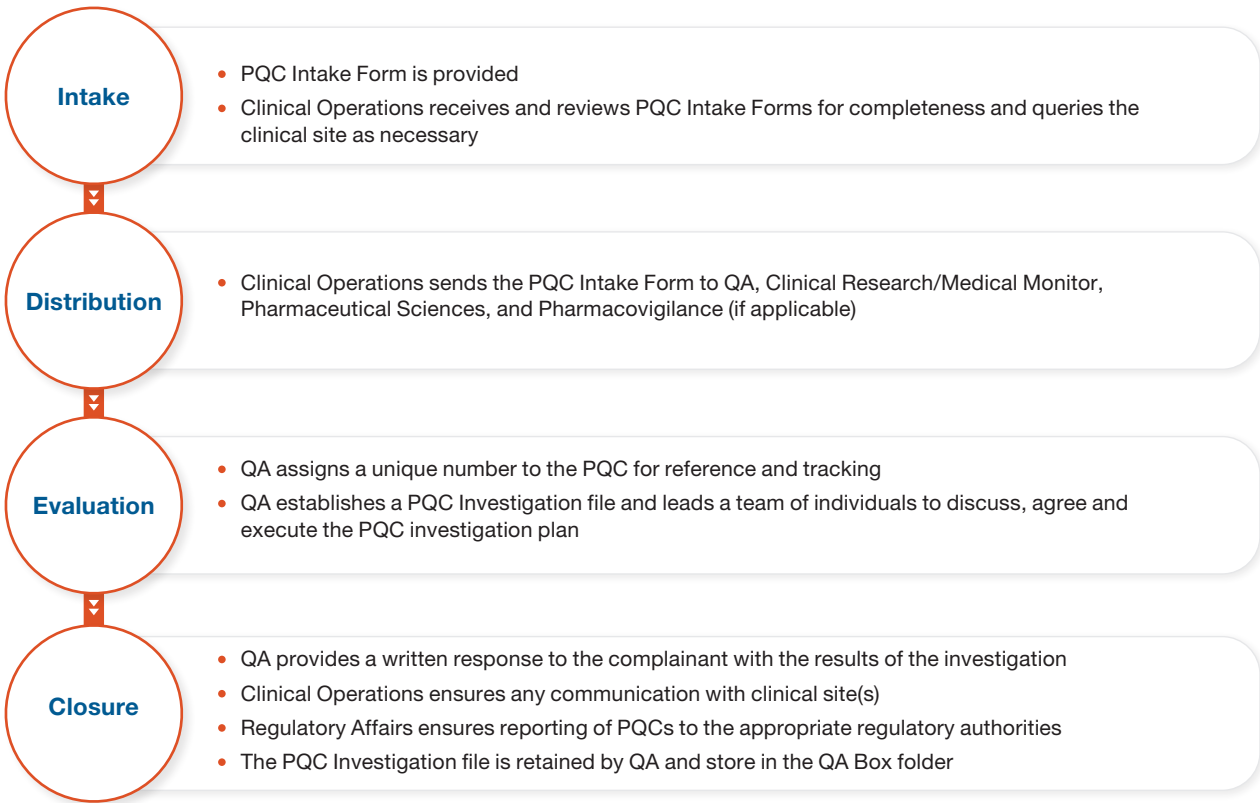 Intake
• PQC Intake Form is provided
• Clinical Operations receives and reviews PQC Intake Forms for completeness and queries the
clinical site as necessary
Distribution
• Clinical Operations sends the PQC Intake Form to QA, Clinical Research/Medical Monitor,
Pharmaceutical Sciences, and Pharmacovigilance (if applicable)
Evaluation
• QA assigns a unique number to the PQC for reference and tracking
• QA establishes a PQC Investigation file and leads a team of individuals to discuss, agree and
execute the PQC investigation plan
Closure
• QA provides a written response to the complainant with the results of the investigation
• Clinical Operations ensures any communication with clinical site(s)
• Regulatory Affairs ensures reporting of PQCs to the appropriate regulatory authorities
• The PQC Investigation file is retained by QA and store in the QA Box folder